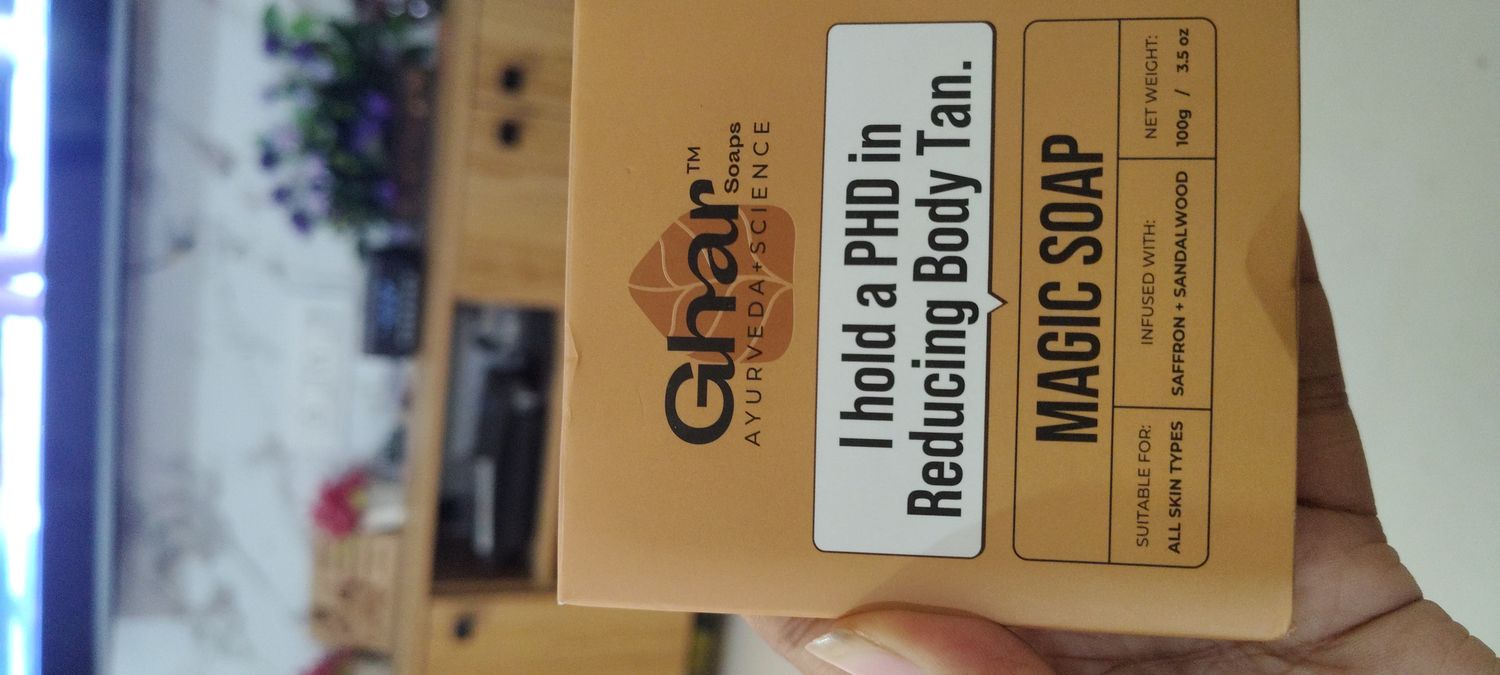 Ghar™
Soaps
AYURVEDA+SCIENCE
I hold a PHD in
Reducing Body Tan.
MAGIC SOAP
SUITABLE FOR:
ALL SKIN TYPES
INFUSED WITH:
SAFFRON + SANDALWOOD
NET WEIGHT:
100g / 3.5 oz